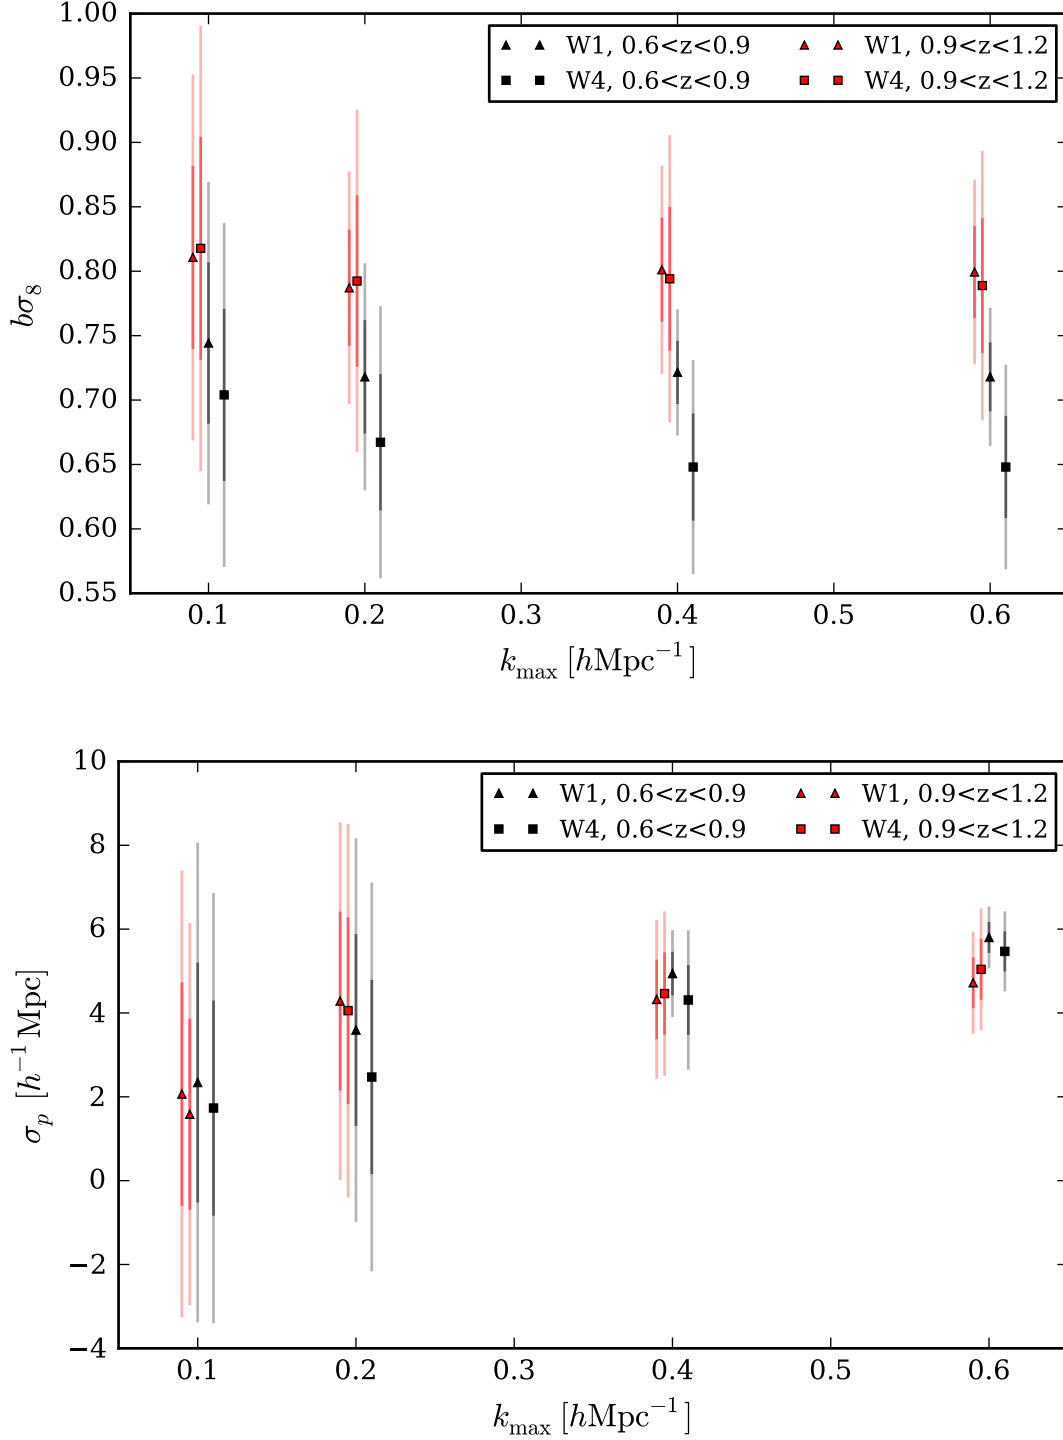 1.00
0.95
0.90
0.85
0.80
0.75
0.70
0.65
0.60
0.55
bσ₈
W1, 0.6<z<0.9 W1, 0.9<z<1.2
W4, 0.6<z<0.9 W4, 0.9<z<1.2
0.1 0.2 0.3 0.4 0.5 0.6
k_max [hMpc⁻¹]
10
8
6
4
2
0
−2
−4
σ_p [h⁻¹ Mpc]
W1, 0.6<z<0.9 W1, 0.9<z<1.2
W4, 0.6<z<0.9 W4, 0.9<z<1.2
0.1 0.2 0.3 0.4 0.5 0.6
k_max [hMpc⁻¹]